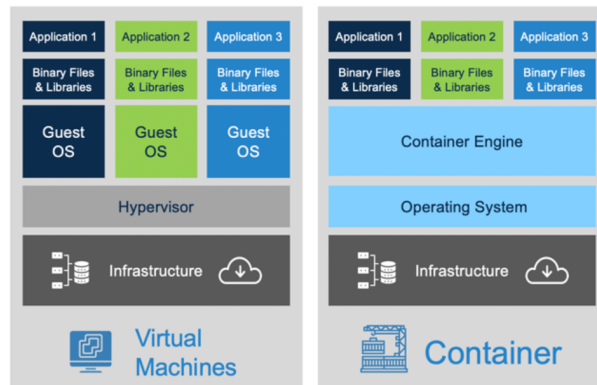 Application 1
Application 2
Application 3
Binary Files
& Libraries
Binary Files
& Libraries
Binary Files
& Libraries
Guest
OS
Guest
OS
Guest
OS
Hypervisor
Infrastructure
Virtual
Machines
Application 1
Application 2
Application 3
Binary Files
& Libraries
Binary Files
& Libraries
Binary Files
& Libraries
Container Engine
Operating System
Infrastructure
Container